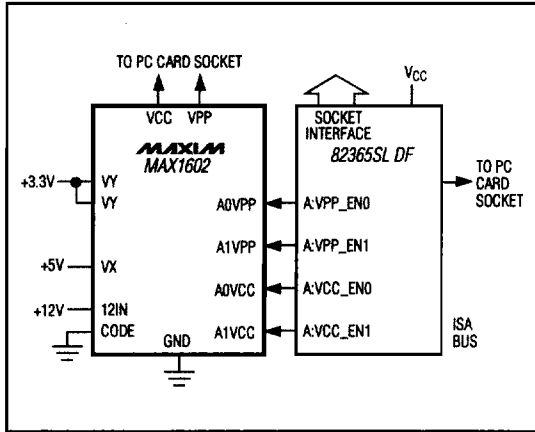 TO PC CARD SOCKET
VCC VPP
MAXIM
MAX1602
+3.3V
VY
VY
+5V
VX
+12V
12IN
CODE
GND
A0VPP
A1VPP
A0VCC
A1VCC
VCC
SOCKET
INTERFACE
82365SL DF
A:VPP_EN0
A:VPP_EN1
A:VCC_EN0
A:VCC_EN1
TO PC
CARD
SOCKET
ISA
BUS